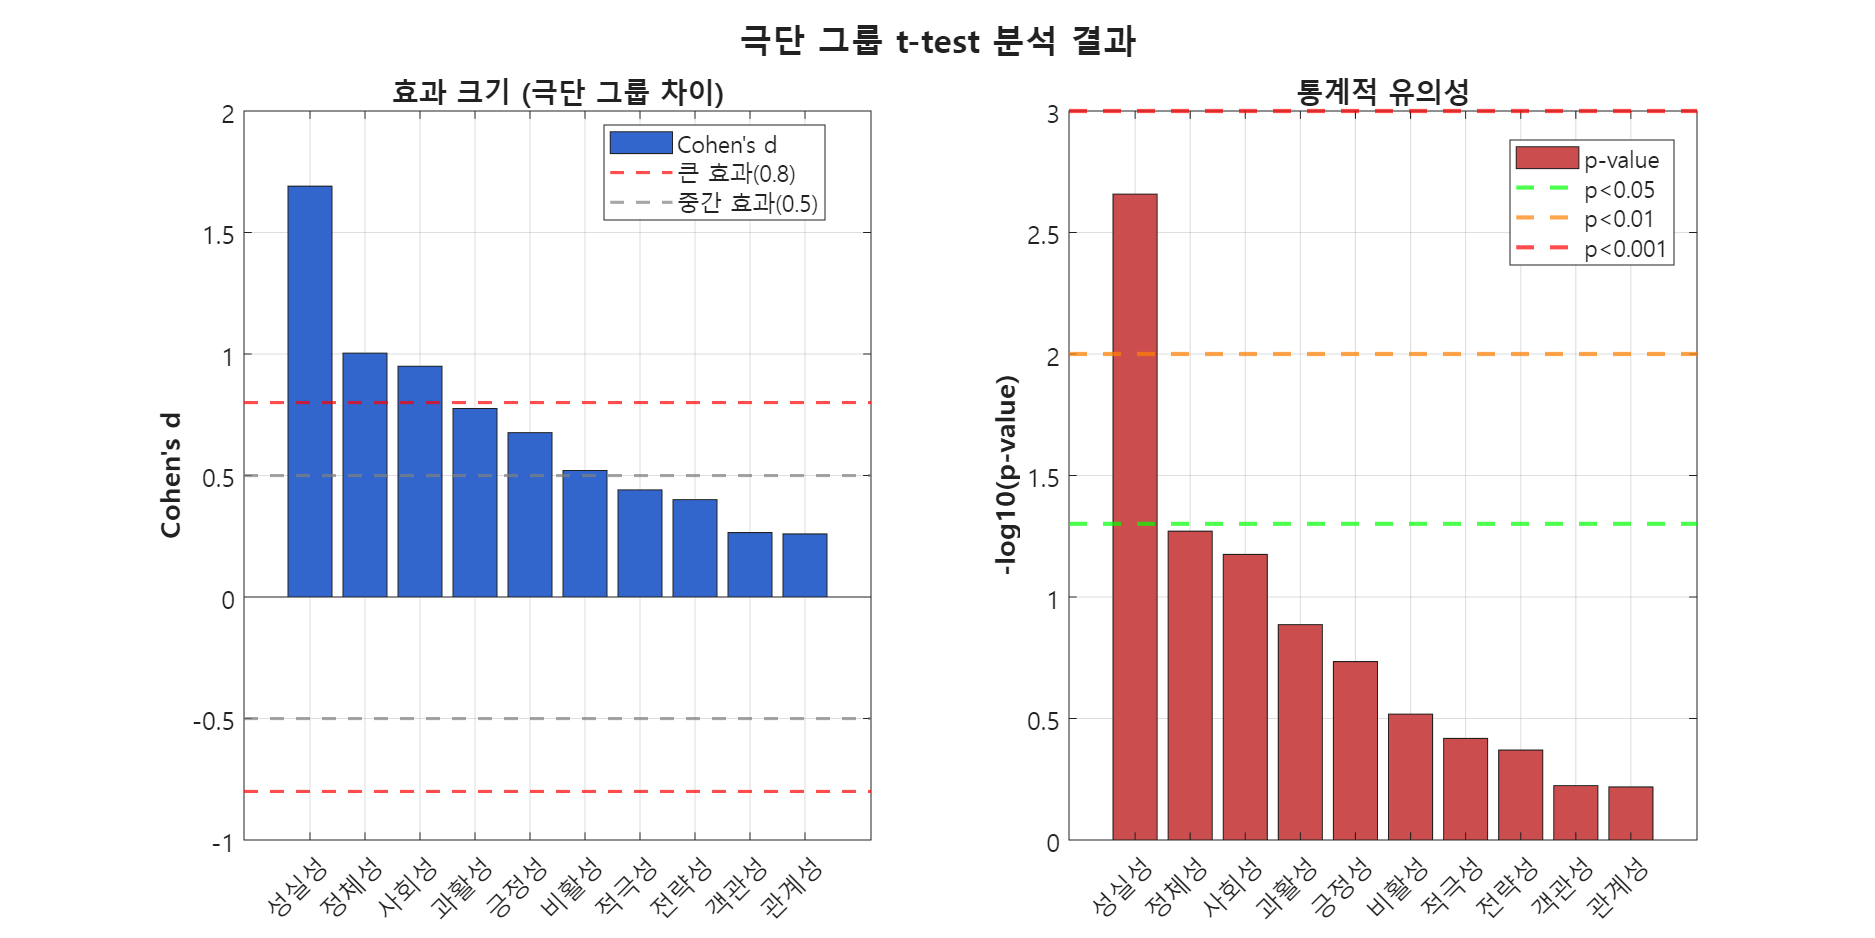 극단 그룹 t-test 분석 결과
효과 크기 (극단 그룹 차이)
Cohen's d
큰 효과(0.8)
중간 효과(0.5)
2
1.5
1
0.5
0
-0.5
-1
Cohen's d
성실성
정체성
사회성
과활성
긍정성
비활성
적극성
전략성
객관성
관계성
통계적 유의성
p-value
p<0.05
p<0.01
p<0.001
3
2.5
2
1.5
1
0.5
0
-log10(p-value)
성실성
정체성
사회성
과활성
긍정성
비활성
적극성
전략성
객관성
관계성